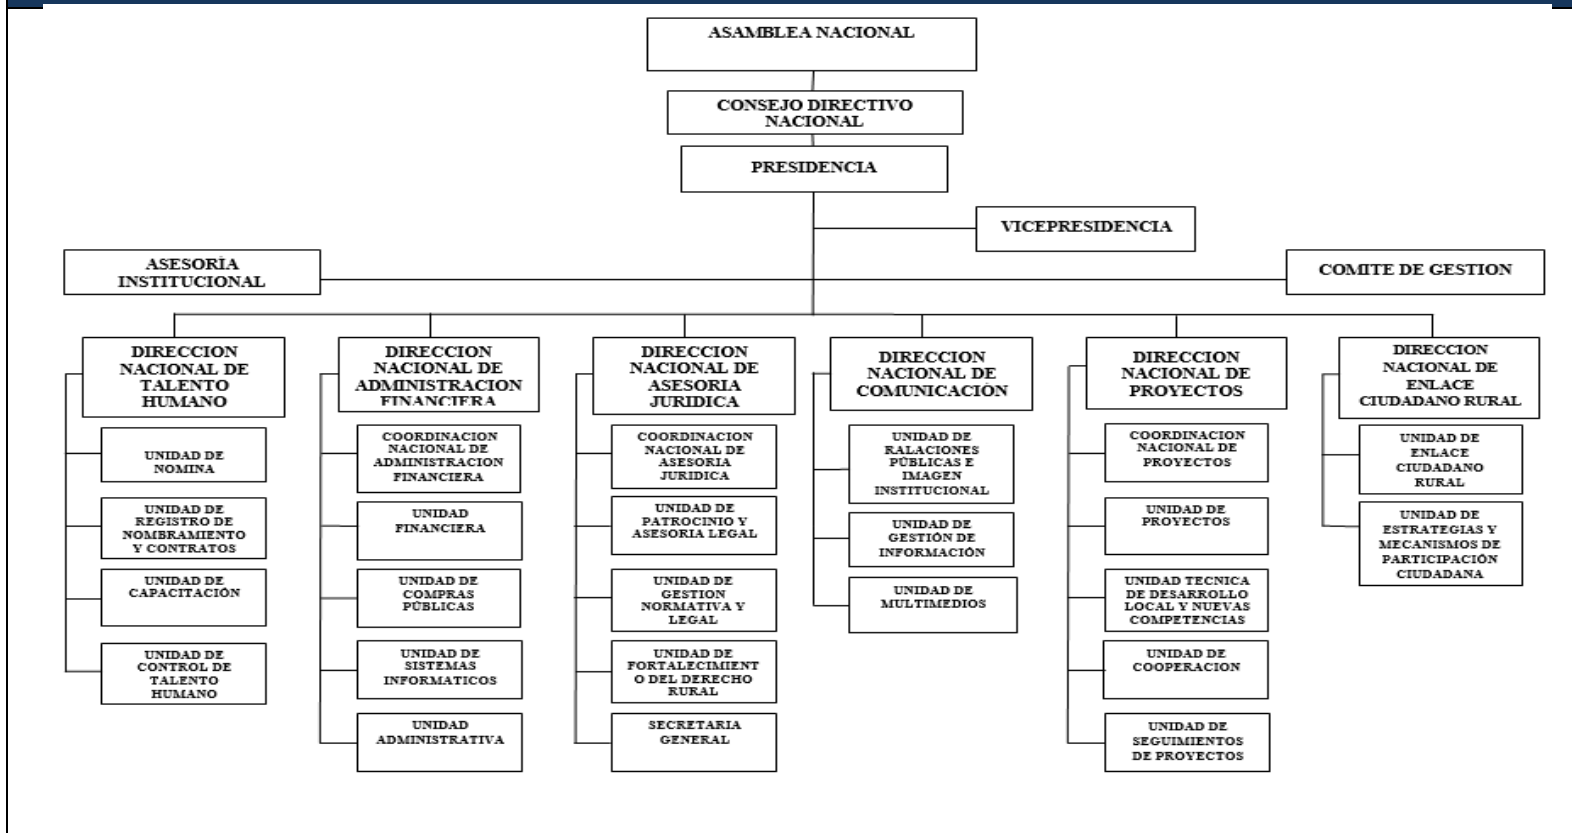 ASAMBLEA NACIONAL
CONSEJO DIRECTIVO
NACIONAL
PRESIDENCIA
VICEPRESIDENCIA
ASESORÍA
INSTITUCIONAL
COMITE DE GESTION
DIRECCION
NACIONAL DE
TALENTO
HUMANO
UNIDAD DE
NOMINA
UNIDAD DE
REGISTRO DE
NOMBRAMIENTO
Y CONTRATOS
UNIDAD DE
CAPACITACIÓN
UNIDAD DE
CONTROL DE
TALENTO
HUMANO
DIRECCION
NACIONAL DE
ADMINISTRACION
FINANCIERA
COORDINACION
NACIONAL DE
ADMINISTRACION
FINANCIERA
UNIDAD
FINANCIERA
UNIDAD DE
COMPRAS
PÚBLICAS
UNIDAD DE
SISTEMAS
INFORMATICOS
UNIDAD
ADMINISTRATIVA
DIRECCION
NACIONAL DE
ASESORIA
JURIDICA
COORDINACION
NACIONAL DE
ASESORIA
JURIDICA
UNIDAD DE
PATROCINIO Y
ASESORIA LEGAL
UNIDAD DE
GESTION
NORMATIVA Y
LEGAL
UNIDAD DE
FORTALECIMIENT
O DEL DERECHO
RURAL
SECRETARIA
GENERAL
DIRECCION
NACIONAL DE
COMUNICACIÓN
UNIDAD DE
RALACIONES
PÚBLICAS E
IMAGEN
INSTITUCIONAL
UNIDAD DE
GESTIÓN DE
INFORMACIÓN
UNIDAD DE
MULTIMEDIOS
DIRECCION
NACIONAL DE
PROYECTOS
COORDINACION
NACIONAL DE
PROYECTOS
UNIDAD DE
PROYECTOS
UNIDAD TECNICA
DE DESARROLLO
LOCAL Y NUEVAS
COMPETENCIAS
UNIDAD DE
COOPERACION
UNIDAD DE
SEGUIMIENTOS
DE PROYECTOS
DIRECCION
NACIONAL DE
ENLACE
CIUDADANO RURAL
UNIDAD DE
ENLACE
CIUDADANO
RURAL
UNIDAD DE
ESTRATEGIAS Y
MECANISMOS DE
PARTICIPACIÓN
CIUDADANA